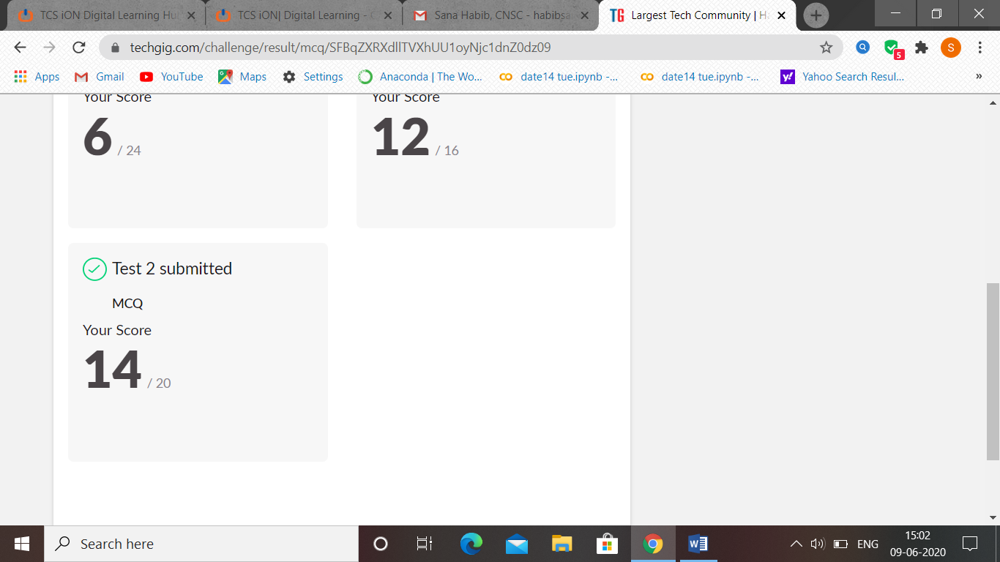 TCS iON Digital Learning Hu
TCS iON| Digital Learning -
Sana Habib, CNSC - habibsa
TG Largest Tech Community | H
techgig.com/challenge/result/mcq/SFBqZXRXdllTVXhUU1oyNjc1dnZ0dz09
5
S
Apps
Gmail
YouTube
Maps
Settings
Anaconda | The Wo...
date14 tue.ipynb -...
date14 tue.ipynb -...
Yahoo Search Resul...
»
Your Score
6 / 24
Your Score
12 / 16
Test 2 submitted
MCQ
Your Score
14 / 20
Search here
ENG
15:02
09-06-2020